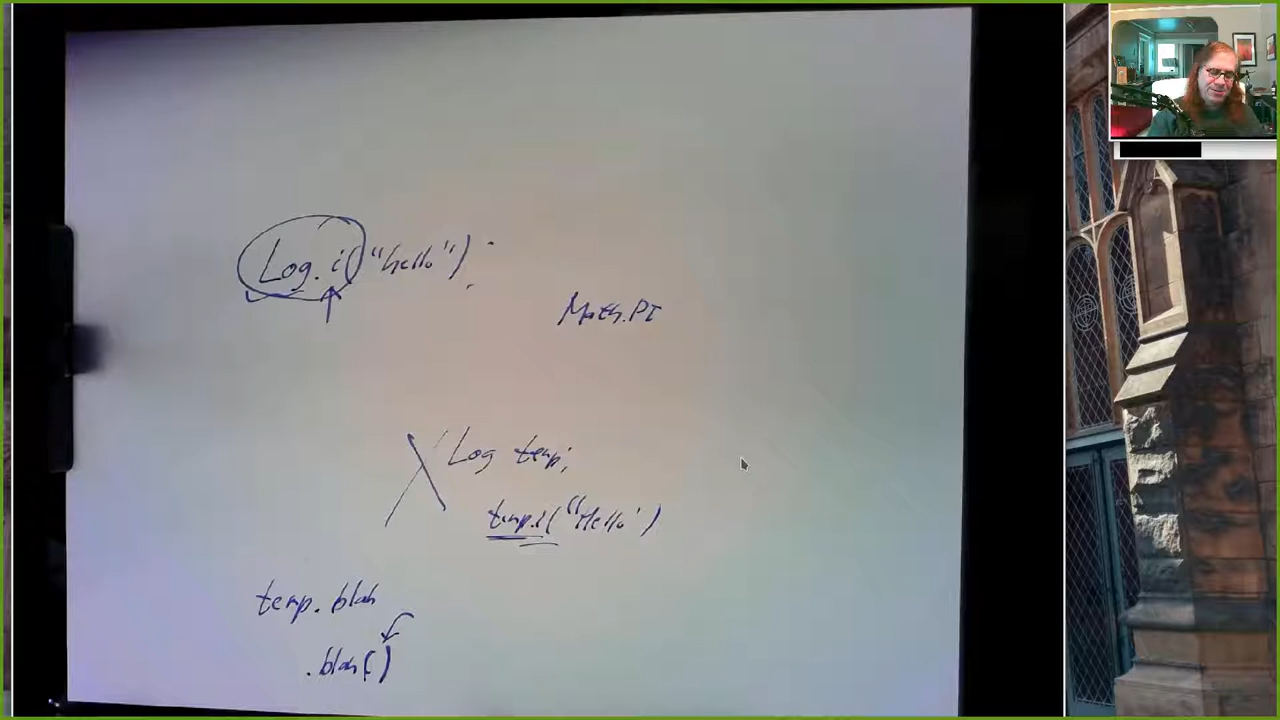 Log.i("hello");
Math.PI
Log temp;
temp.i("Hello")
temp.blah
.blah()